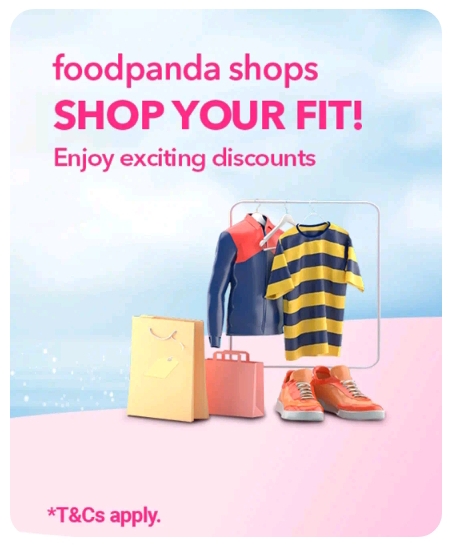 foodpanda shops
SHOP YOUR FIT!
Enjoy exciting discounts
*T&Cs apply.